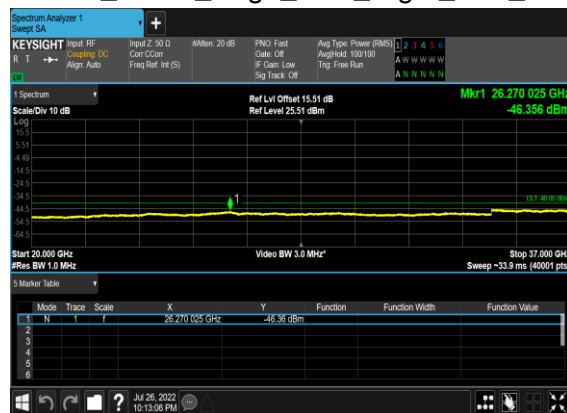 Spectrum Analyzer 1
Swept SA
+
KEYSIGHT Input: RF Input Z: 50 Ω #Atten: 20 dB PNO: Fast Avg Type: Power (RMS) 1 2 3 4 5 6
R T Coupling: DC Corr CCorr Gate: Off Avg|Hold: 100/100 A W W W W W
Align: Auto Freq Ref: Int (S) IF Gain: Low Trig: Free Run
Sig Track: Off A N N N N N
1 Spectrum Ref Lvl Offset 15.51 dB Mkr1 26.270 025 GHz
Scale/Div 10 dB Ref Level 25.51 dBm -46.356 dBm
Log
15.5
5.51
-4.49
-14.5
-24.5
-34.5
1
-44.5
-54.5
-64.5
Start 20.000 GHz Video BW 3.0 MHz* Stop 37.000 GHz
#Res BW 1.0 MHz Sweep ~33.9 ms (40001 pts)
5 Marker Table
Mode Trace Scale X Y Function Function Width Function Value
1 N 1 f 26.270 025 GHz -46.36 dBm
2
3
4
5
6
? Jul 26, 2022
10:13:06 PM